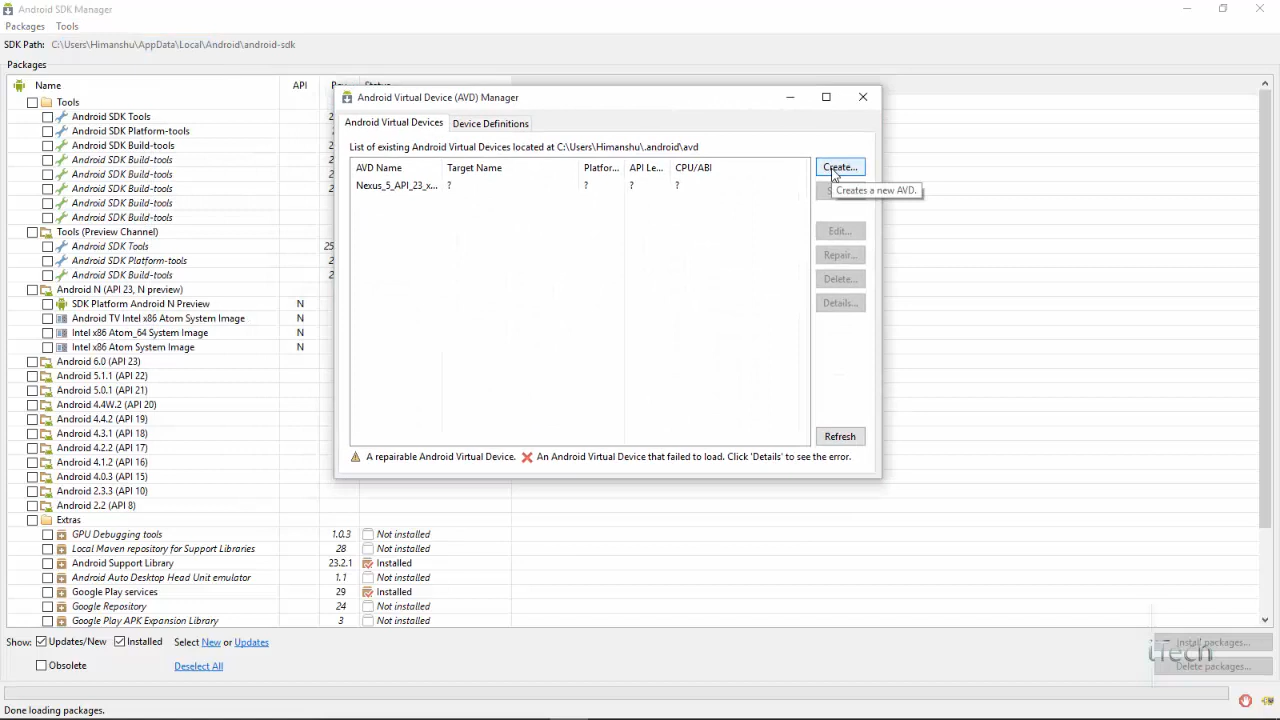 Android SDK Manager
Packages Tools
SDK Path: C:\Users\Himanshu\AppData\Local\Android\android-sdk
Packages
Name API
Tools
Android SDK Tools
Android SDK Platform-tools
Android SDK Build-tools
Android SDK Build-tools
Android SDK Build-tools
Android SDK Build-tools
Android SDK Build-tools
Android SDK Build-tools
Tools (Preview Channel)
Android SDK Tools 25
Android SDK Platform-tools 2
Android SDK Build-tools 2
Android N (API 23, N preview)
SDK Platform Android N Preview N
Android TV Intel x86 Atom System Image N
Intel x86 Atom_64 System Image N
Intel x86 Atom System Image N
Android 6.0 (API 23)
Android 5.1.1 (API 22)
Android 5.0.1 (API 21)
Android 4.4W.2 (API 20)
Android 4.4.2 (API 19)
Android 4.3.1 (API 18)
Android 4.2.2 (API 17)
Android 4.1.2 (API 16)
Android 4.0.3 (API 15)
Android 2.3.3 (API 10)
Android 2.2 (API 8)
Extras
GPU Debugging tools 1.0.3 Not installed
Local Maven repository for Support Libraries 28 Not installed
Android Support Library 23.2.1 Installed
Android Auto Desktop Head Unit emulator 1.1 Not installed
Google Play services 29 Installed
Google Repository 24 Not installed
Google Play APK Expansion Library 3 Not installed
Show: Updates/New Installed Select New or Updates
Obsolete Deselect All
Install packages...
Delete packages...
iTech
Done loading packages.
Android Virtual Device (AVD) Manager
Android Virtual Devices Device Definitions
List of existing Android Virtual Devices located at C:\Users\Himanshu\.android\avd
AVD Name Target Name Platfor... API Le... CPU/ABI
Nexus_5_API_23_x... ? ? ? ?
Create...
Creates a new AVD.
Edit...
Repair...
Delete...
Details...
Refresh
A repairable Android Virtual Device. An Android Virtual Device that failed to load. Click 'Details' to see the error.